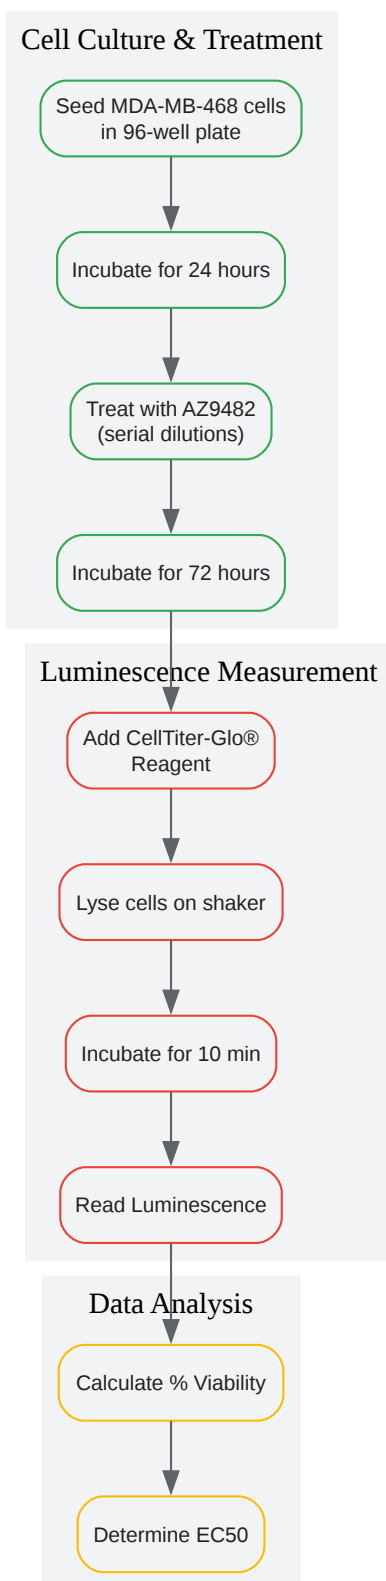 Cell Culture & Treatment
Seed MDA-MB-468 cells
in 96-well plate
Incubate for 24 hours
Treat with AZ9482
(serial dilutions)
Incubate for 72 hours
Luminescence Measurement
Add CellTiter-Glo®
Reagent
Lyse cells on shaker
Incubate for 10 min
Read Luminescence
Data Analysis
Calculate % Viability
Determine EC50